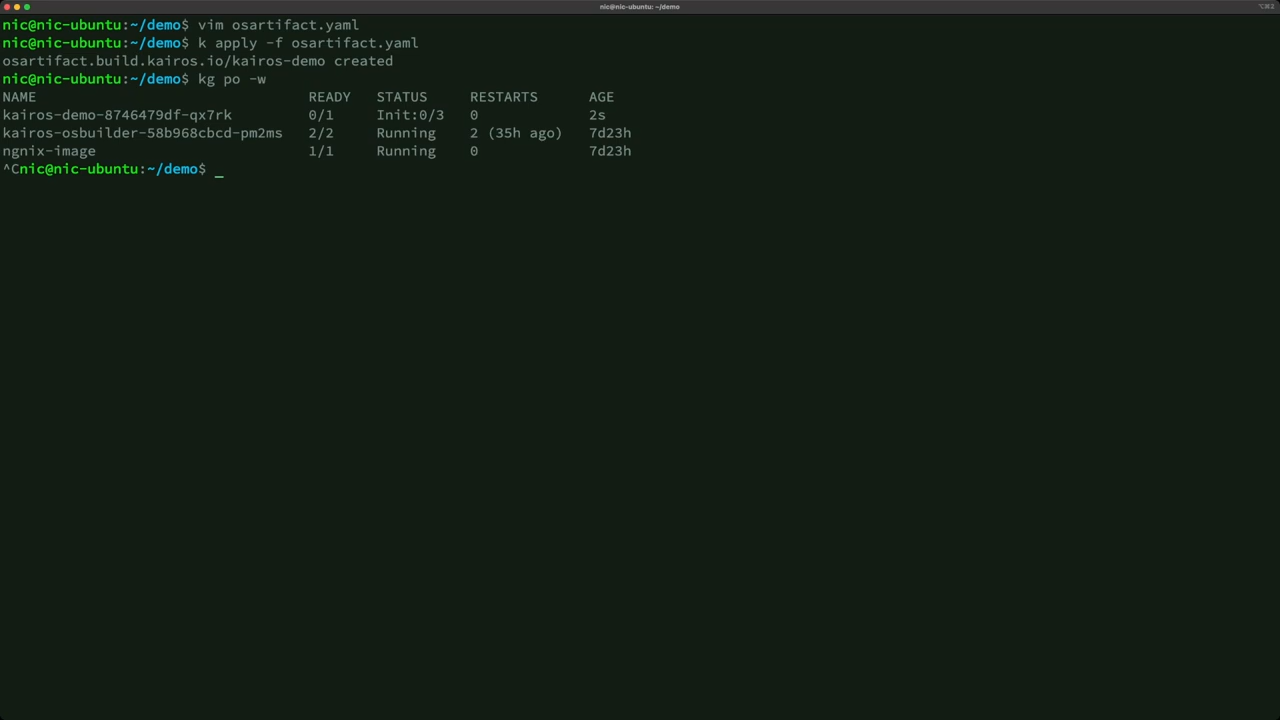 nic@nic-ubuntu: ~/demo
⌥⌘2
nic@nic-ubuntu:~/demo$ vim osartifact.yaml
nic@nic-ubuntu:~/demo$ k apply -f osartifact.yaml
osartifact.build.kairos.io/kairos-demo created
nic@nic-ubuntu:~/demo$ kg po -w
NAME READY STATUS RESTARTS AGE
kairos-demo-8746479df-qx7rk 0/1 Init:0/3 0 2s
kairos-osbuilder-58b968cbcd-pm2ms 2/2 Running 2 (35h ago) 7d23h
ngnix-image 1/1 Running 0 7d23h
^Cnic@nic-ubuntu:~/demo$ _